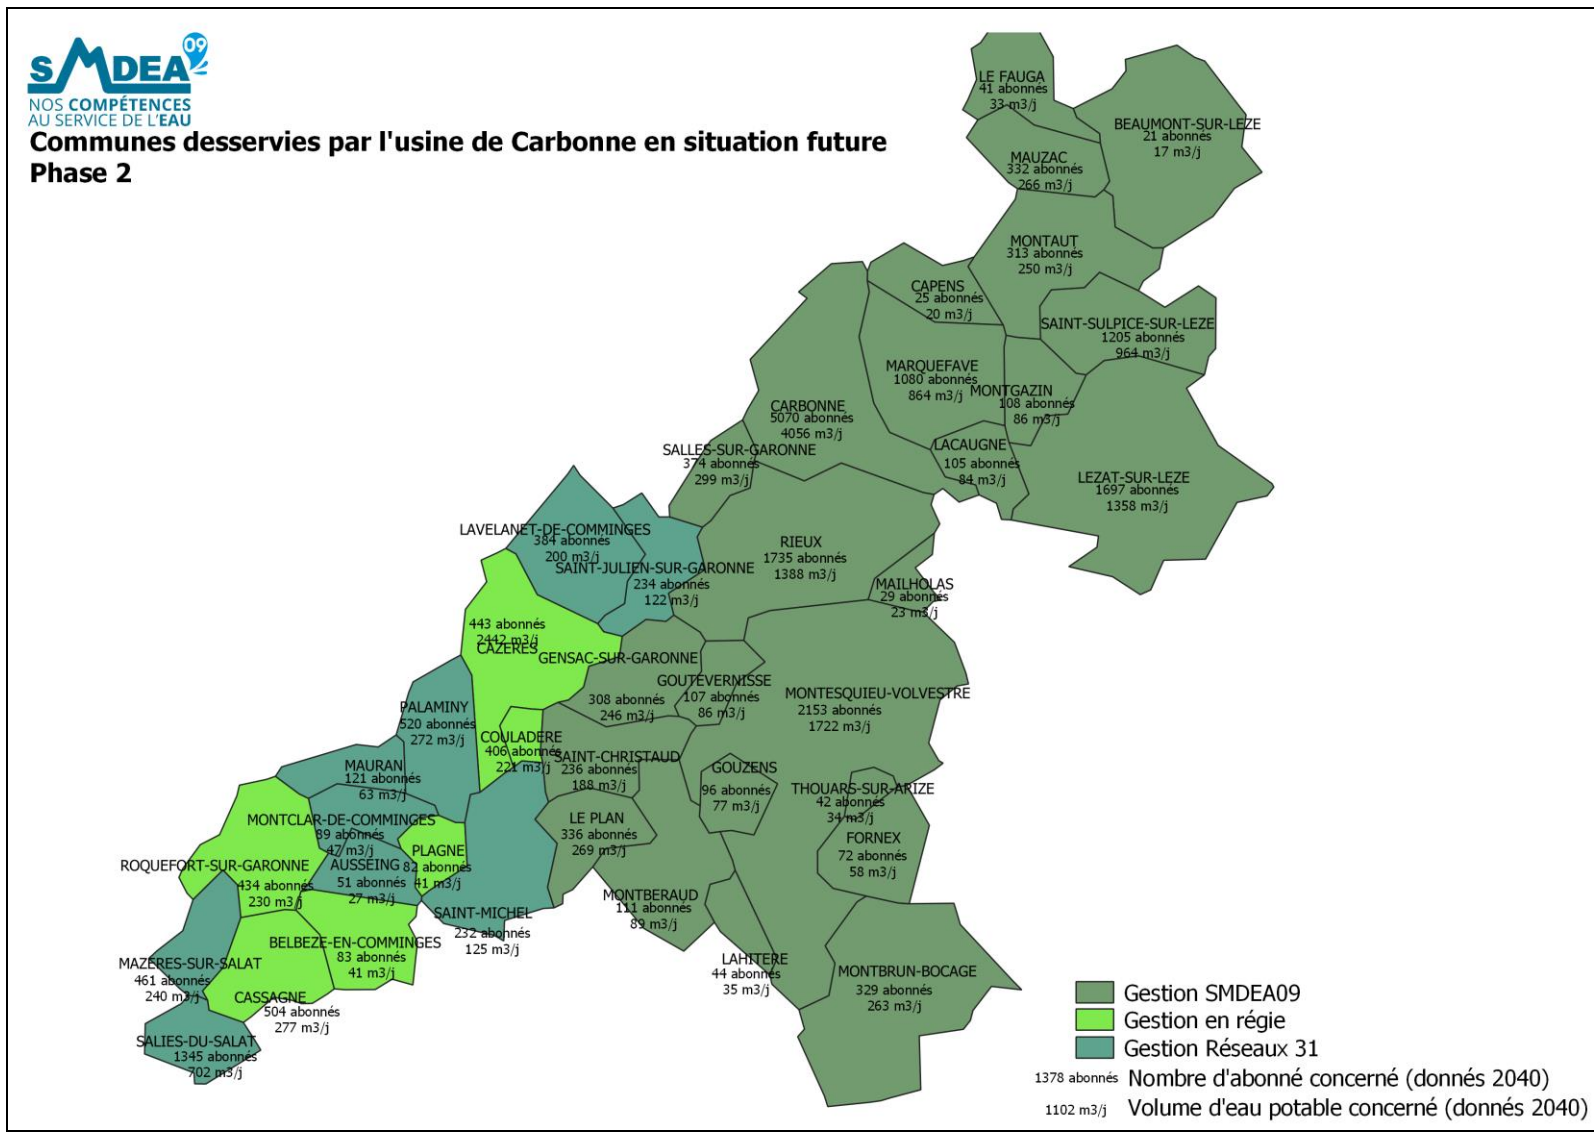 SMDEA 09
NOS COMPÉTENCES
AU SERVICE DE L'EAU
Communes desservies par l'usine de Carbonne en situation future
Phase 2
LE FAUGA
41 abonnés
33 m3/j
BEAUMONT-SUR-LEZE
21 abonnés
17 m3/j
MAUZAC
332 abonnés
266 m3/j
MONTAUT
313 abonnés
250 m3/j
CAPENS
25 abonnés
20 m3/j
SAINT-SULPICE-SUR-LEZE
1205 abonnés
964 m3/j
MARQUEFAVE
1080 abonnés
864 m3/j
MONTGAZIN
108 abonnés
86 m3/j
CARBONNE
5070 abonnés
4056 m3/j
SALLES-SUR-GARONNE
374 abonnés
299 m3/j
LACAUGNE
105 abonnés
84 m3/j
LEZAT-SUR-LEZE
1697 abonnés
1358 m3/j
LAVELANET-DE-COMMINGES
384 abonnés
200 m3/j
SAINT-JULIEN-SUR-GARONNE
234 abonnés
122 m3/j
RIEUX
1735 abonnés
1388 m3/j
MAILHOLAS
29 abonnés
23 m3/j
443 abonnés
2442 m3/j
CAZERES
GENSAC-SUR-GARONNE
308 abonnés
246 m3/j
GOUTEVERNISSE
107 abonnés
86 m3/j
MONTESQUIEU-VOLVESTRE
2153 abonnés
1722 m3/j
PALAMINY
520 abonnés
272 m3/j
COULADERE
406 abonnés
221 m3/j
SAINT-CHRISTAUD
236 abonnés
188 m3/j
MAURAN
121 abonnés
63 m3/j
GOUZENS
96 abonnés
77 m3/j
THOUARS-SUR-ARIZE
42 abonnés
34 m3/j
MONTCLAR-DE-COMMINGES
89 abonnés
47 m3/j
LE PLAN
336 abonnés
269 m3/j
FORNEX
72 abonnés
58 m3/j
PLAGNE
82 abonnés
41 m3/j
ROQUEFORT-SUR-GARONNE
434 abonnés
230 m3/j
AUSSEING
51 abonnés
27 m3/j
MONTBERAUD
111 abonnés
89 m3/j
SAINT-MICHEL
232 abonnés
125 m3/j
BELBEZE-EN-COMMINGES
83 abonnés
41 m3/j
MAZERES-SUR-SALAT
461 abonnés
240 m3/j
LAHITERE
44 abonnés
35 m3/j
MONTBRUN-BOCAGE
329 abonnés
263 m3/j
CASSAGNE
504 abonnés
277 m3/j
SALIES-DU-SALAT
1345 abonnés
702 m3/j
Gestion SMDEA09
Gestion en régie
Gestion Réseaux 31
1378 abonnés Nombre d'abonné concerné (donnés 2040)
1102 m3/j Volume d'eau potable concerné (donnés 2040)